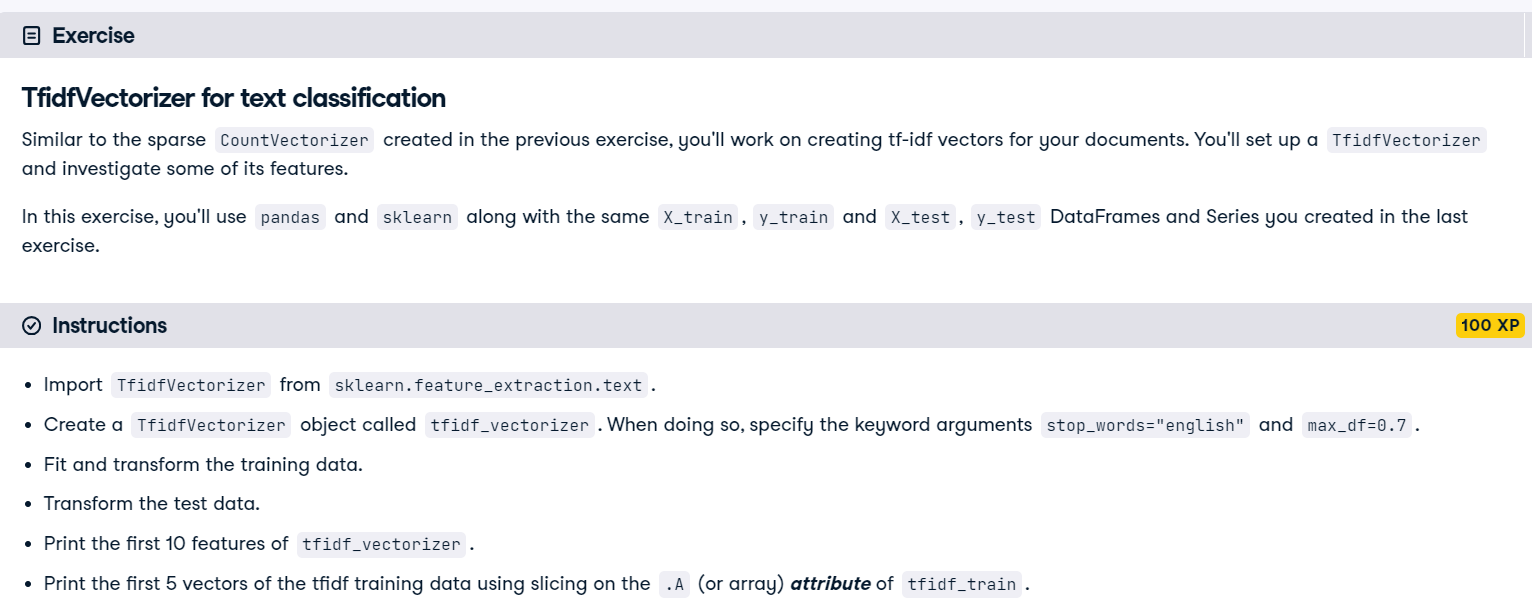 Exercise
TfidfVectorizer for text classification
Similar to the sparse CountVectorizer created in the previous exercise, you'll work on creating tf-idf vectors for your documents. You'll set up a TfidfVectorizer
and investigate some of its features.
In this exercise, you'll use pandas and sklearn along with the same X_train, y_train and X_test, y_test DataFrames and Series you created in the last
exercise.
Instructions
100 XP
• Import TfidfVectorizer from sklearn.feature_extraction.text.
• Create a TfidfVectorizer object called tfidf_vectorizer. When doing so, specify the keyword arguments stop_words="english" and max_df=0.7.
• Fit and transform the training data.
• Transform the test data.
• Print the first 10 features of tfidf_vectorizer.
• Print the first 5 vectors of the tfidf training data using slicing on the .A (or array) attribute of tfidf_train.